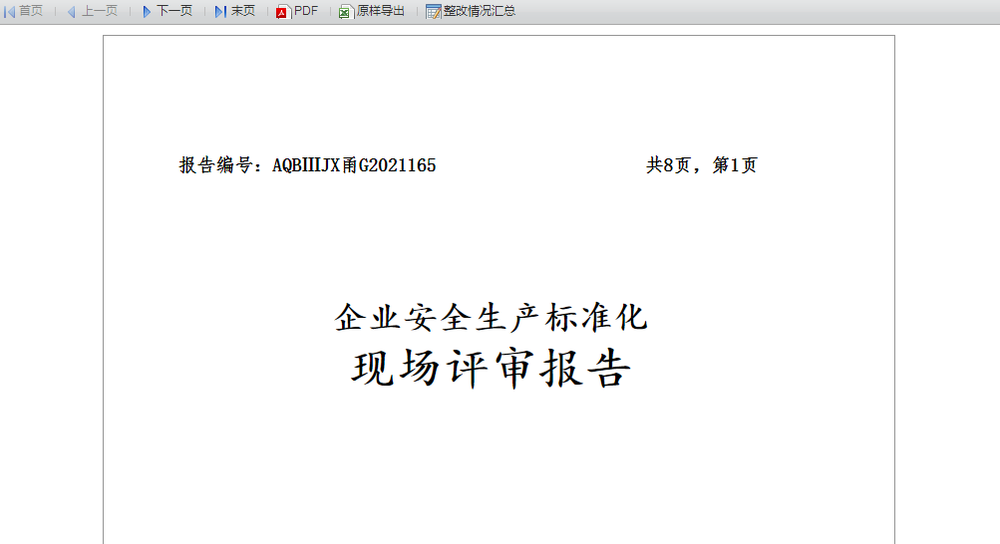 首页 上一页 下一页 末页 PDF 原样导出 整改情况汇总
报告编号：AQBⅢJX甬G2021165 共8页，第1页
企业安全生产标准化
现场评审报告